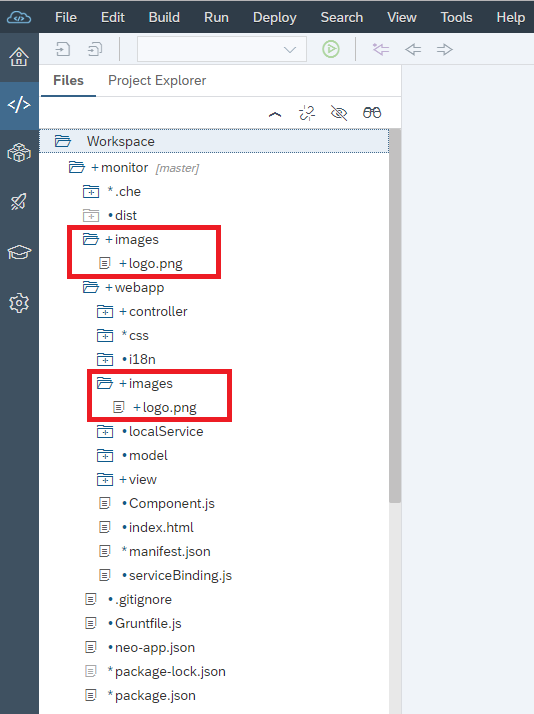 File Edit Build Run Deploy Search View Tools Help
Files Project Explorer
Workspace
+ monitor [master]
* .che
• dist
+ images
+ logo.png
+ webapp
+ controller
* css
• i18n
+ images
+ logo.png
• localService
• model
+ view
• Component.js
• index.html
* manifest.json
• serviceBinding.js
• .gitignore
• Gruntfile.js
• neo-app.json
* package-lock.json
* package.json